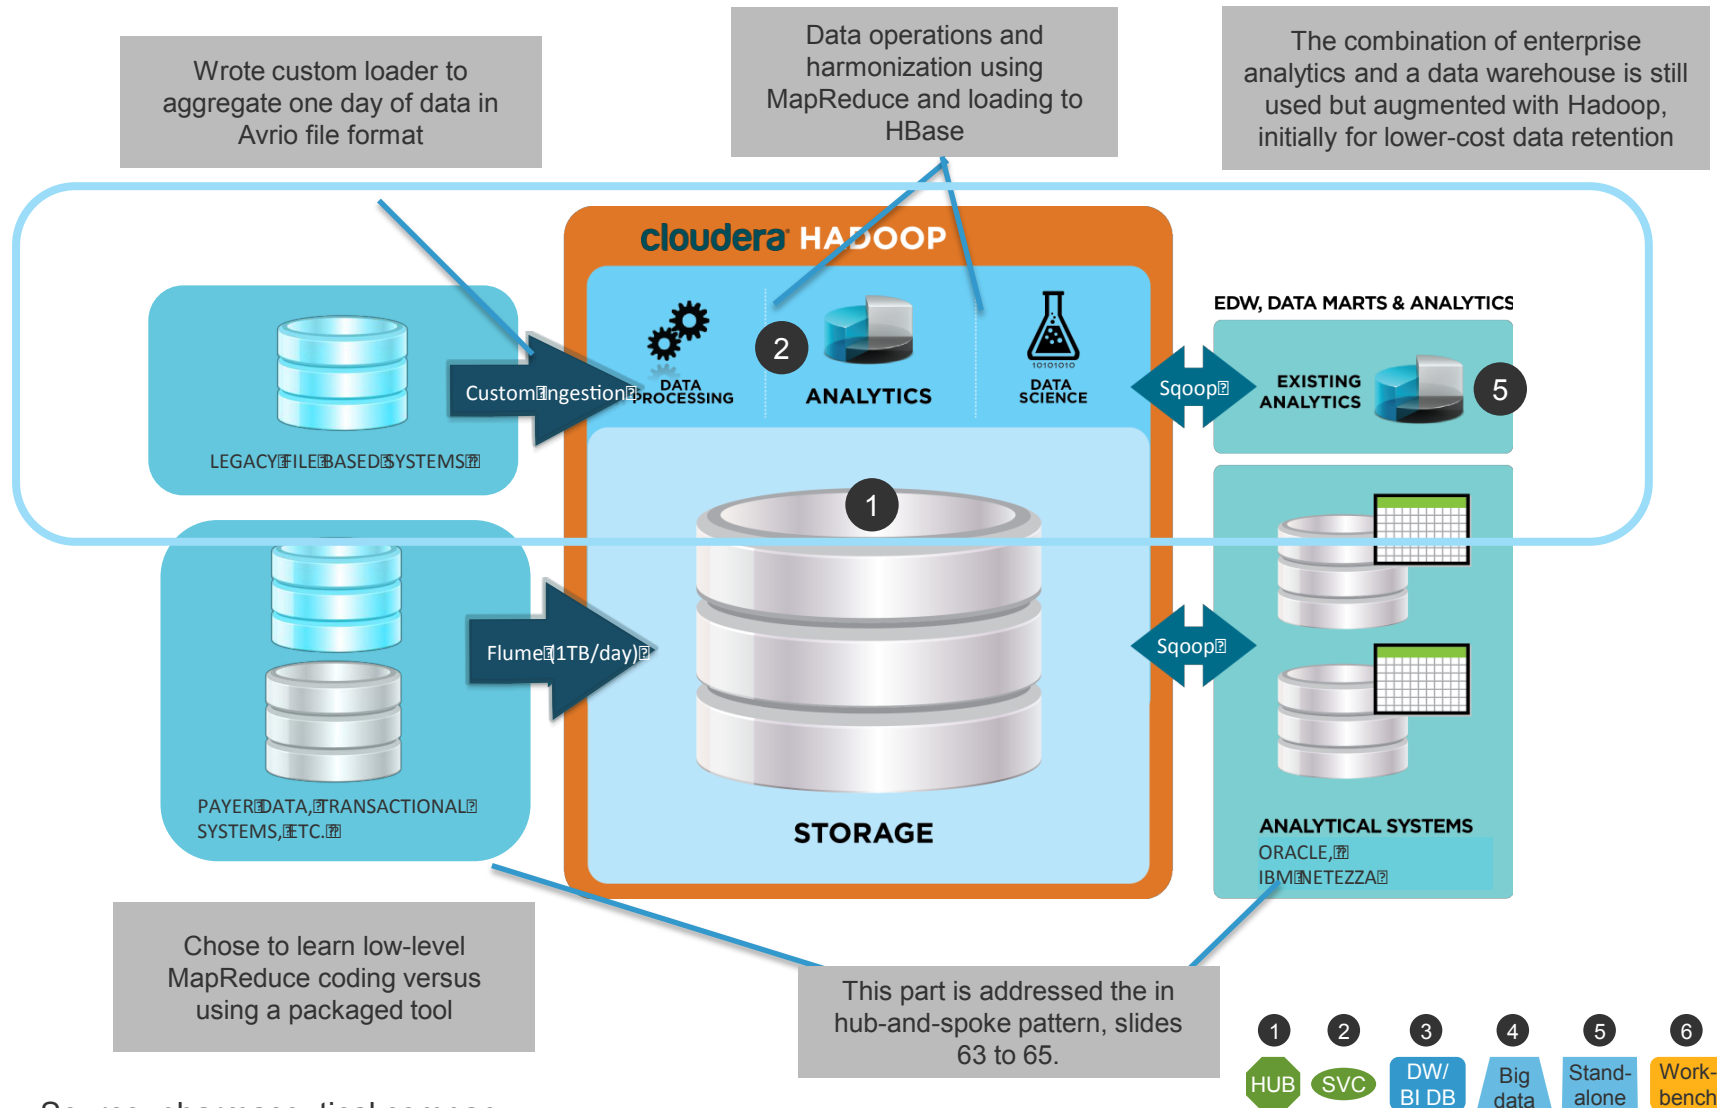 Wrote custom loader to
aggregate one day of data in
Avrio file format
Data operations and
harmonization using
MapReduce and loading to
HBase
The combination of enterprise
analytics and a data warehouse is still
used but augmented with Hadoop,
initially for lower-cost data retention
cloudera HADOOP
EDW, DATA MARTS & ANALYTICS
2
10101010
Custom Ingestion
DATA
PROCESSING
ANALYTICS
DATA
SCIENCE
Sqoop
EXISTING
ANALYTICS
5
LEGACY FILE BASED SYSTEMS
1
Flume (1TB/day)
Sqoop
PAYER DATA, TRANSACTIONAL
SYSTEMS, ETC.
STORAGE
ANALYTICAL SYSTEMS
ORACLE,
IBM NETEZZA
Chose to learn low-level
MapReduce coding versus
using a packaged tool
This part is addressed the in
hub-and-spoke pattern, slides
63 to 65.
1 2 3 4 5 6
HUB
SVC
DW/
BI DB
Big
data
Stand-
alone
Work-
bench